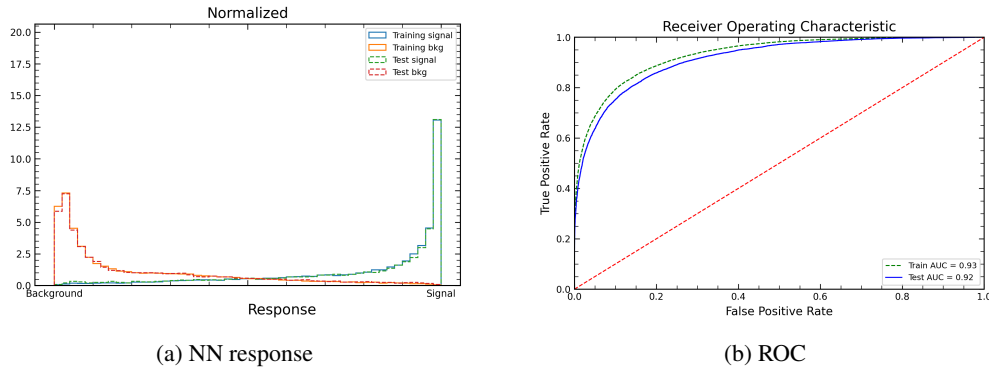 Normalized
20.0
17.5
15.0
12.5
10.0
7.5
5.0
2.5
0.0
Training signal
Training bkg
Test signal
Test bkg
Background
Signal
Response
(a) NN response
Receiver Operating Characteristic
True Positive Rate
1.0
0.8
0.6
0.4
0.2
0.0
Train AUC = 0.93
Test AUC = 0.92
0.0 0.2 0.4 0.6 0.8 1.0
False Positive Rate
(b) ROC